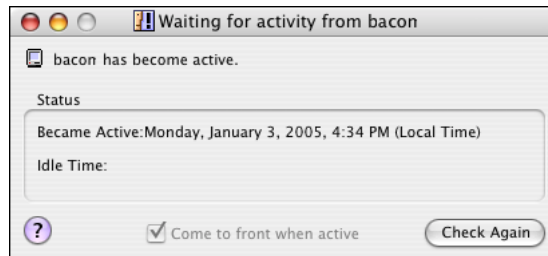 Waiting for activity from bacon
bacon has become active.
Status
Became Active:Monday, January 3, 2005, 4:34 PM (Local Time)
Idle Time:
?
Come to front when active
Check Again